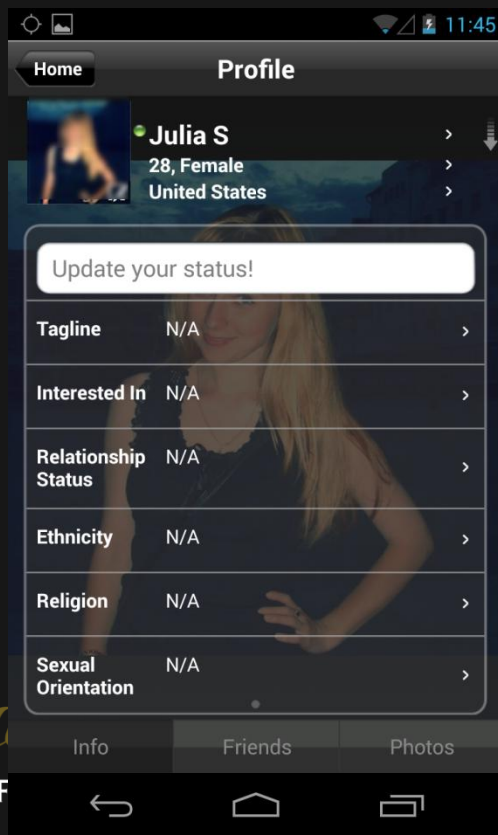 11:45
Home
Profile
Julia S
28, Female
United States
Update your status!
Tagline N/A
Interested In N/A
Relationship N/A
Status
Ethnicity N/A
Religion N/A
Sexual N/A
Orientation
Info Friends Photos
F